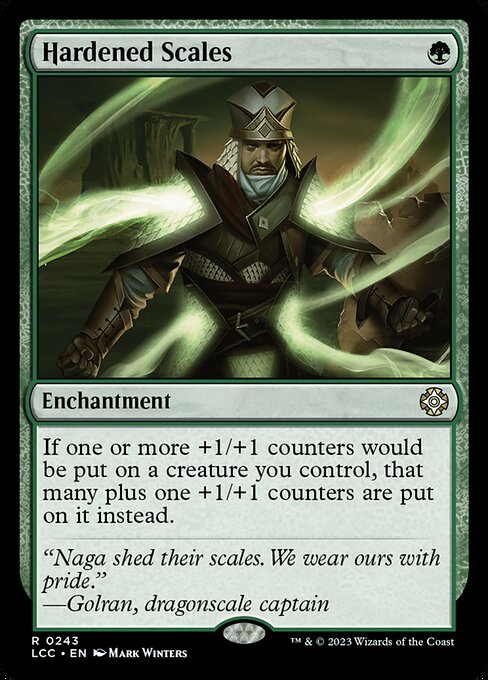 Hardened Scales
Enchantment
If one or more +1/+1 counters would
be put on a creature you control, that
many plus one +1/+1 counters are put
on it instead.
“Naga shed their scales. We wear ours with
pride.”
—Golran, dragonscale captain
R 0243
LCC • EN Mark Winters
™ & © 2023 Wizards of the Coast